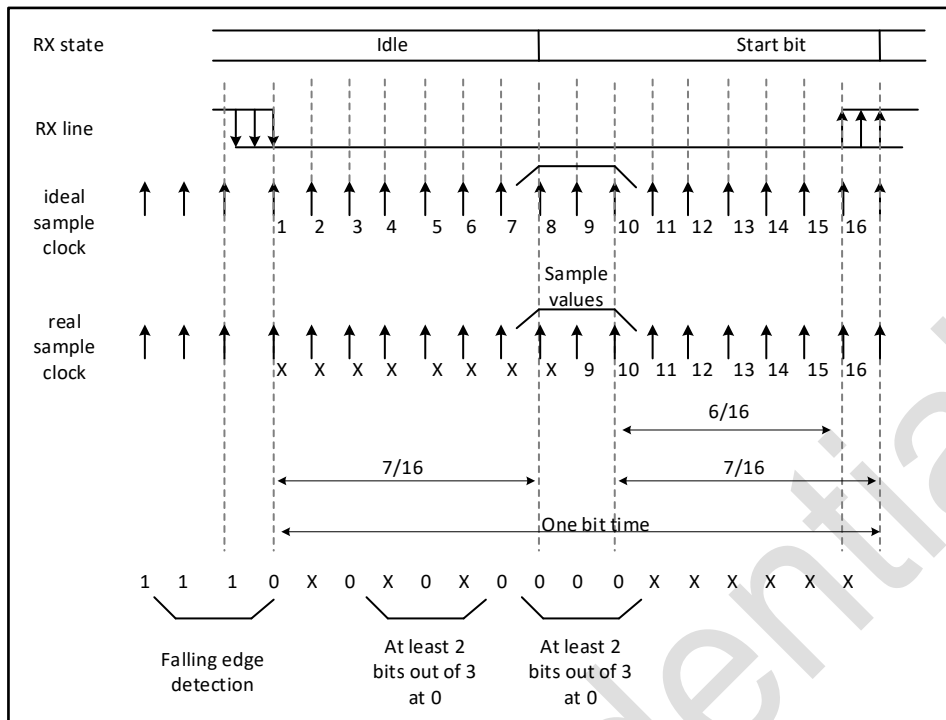 RX state
Idle
Start bit
RX line
ideal
sample
clock
1 2 3 4 5 6 7 8 9 10 11 12 13 14 15 16
Sample
values
real
sample
clock
X X X X X X X X 9 10 11 12 13 14 15 16
6/16
7/16
7/16
One bit time
1 1 1 0 X 0 X 0 X 0 0 0 0 X X X X X X
Falling edge
detection
At least 2
bits out of 3
at 0
At least 2
bits out of 3
at 0